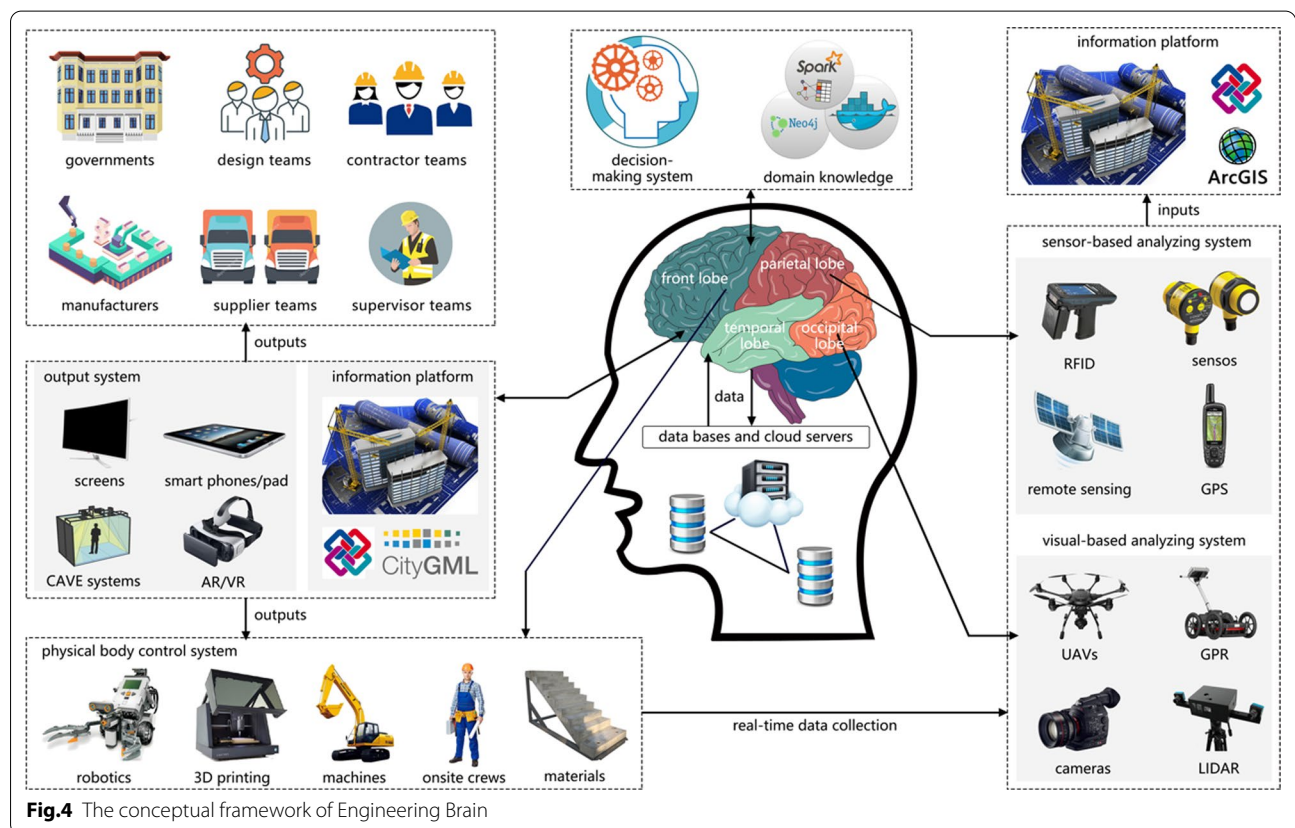 governments
design teams
contractor teams
manufacturers
supplier teams
supervisor teams
outputs
output system
screens
smart phones/pad
CAVE systems
AR/VR
information platform
CityGML
outputs
physical body control system
robotics
3D printing
machines
onsite crews
materials
decision-
making system
Spark
Neo4j
domain knowledge
front lobe
parietal lobe
temporal
lobe
occipital
lobe
data
data bases and cloud servers
real-time data collection
information platform
ArcGIS
inputs
sensor-based analyzing system
RFID
sensos
remote sensing
GPS
visual-based analyzing system
UAVs
GPR
cameras
LIDAR
Fig.4 The conceptual framework of Engineering Brain